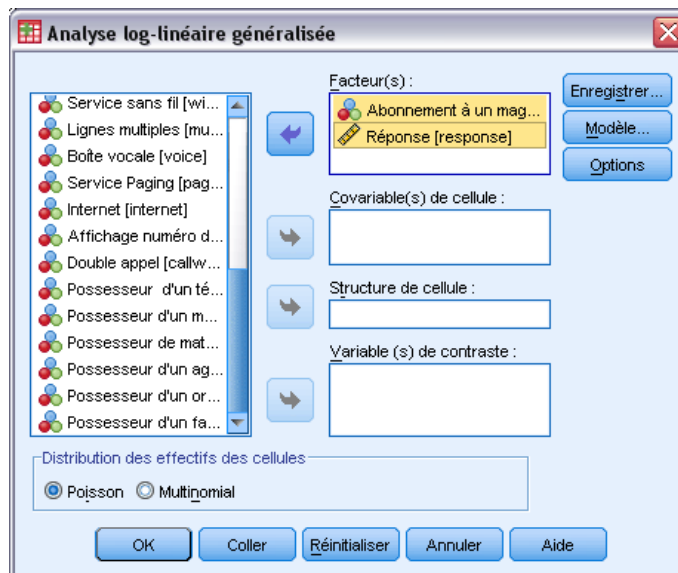 Analyse log-linéaire généralisée
Service sans fil [wi...
Lignes multiples [mu...
Boîte vocale [voice]
Service Paging [pag...
Internet [internet]
Affichage numéro d...
Double appel [callw...
Possesseur d'un té...
Possesseur d'un m...
Possesseur de mat...
Possesseur d'un ag...
Possesseur d'un or...
Possesseur d'un fa...
Facteur(s) :
Abonnement à un mag...
Réponse [response]
Covariable(s) de cellule :
Structure de cellule :
Variable (s) de contraste :
Enregistrer...
Modèle...
Options
Distribution des effectifs des cellules
Poisson Multinomial
OK Coller Réinitialiser Annuler Aide